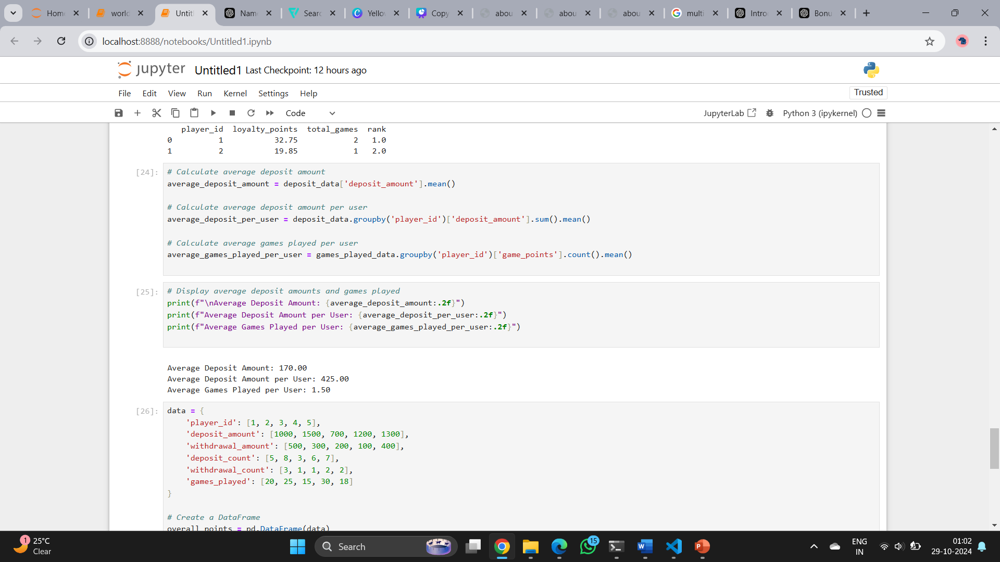 Home
world
Untitl
Name
Searc
Yellow
Copy
abou
abou
abou
multi
Intro
Bonu
localhost:8888/notebooks/Untitled1.ipynb
jupyter Untitled1 Last Checkpoint: 12 hours ago
File Edit View Run Kernel Settings Help
Trusted
Code
JupyterLab
Python 3 (ipykernel)
player_id loyalty_points total_games rank
0 1 32.75 2 1.0
1 2 19.85 1 2.0
[24]:
# Calculate average deposit amount
average_deposit_amount = deposit_data['deposit_amount'].mean()
# Calculate average deposit amount per user
average_deposit_per_user = deposit_data.groupby('player_id')['deposit_amount'].sum().mean()
# Calculate average games played per user
average_games_played_per_user = games_played_data.groupby('player_id')['game_points'].count().mean()
[25]:
# Display average deposit amounts and games played
print(f"\nAverage Deposit Amount: {average_deposit_amount:.2f}")
print(f"Average Deposit Amount per User: {average_deposit_per_user:.2f}")
print(f"Average Games Played per User: {average_games_played_per_user:.2f}")
Average Deposit Amount: 170.00
Average Deposit Amount per User: 425.00
Average Games Played per User: 1.50
[26]:
data = {
'player_id': [1, 2, 3, 4, 5],
'deposit_amount': [1000, 1500, 700, 1200, 1300],
'withdrawal_amount': [500, 300, 200, 100, 400],
'deposit_count': [5, 8, 3, 6, 7],
'withdrawal_count': [3, 1, 1, 2, 2],
'games_played': [20, 25, 15, 30, 18]
}
# Create a DataFrame
overall_points = pd.DataFrame(data)
1
25°C
Clear
Search
15
ENG
IN
01:02
29-10-2024